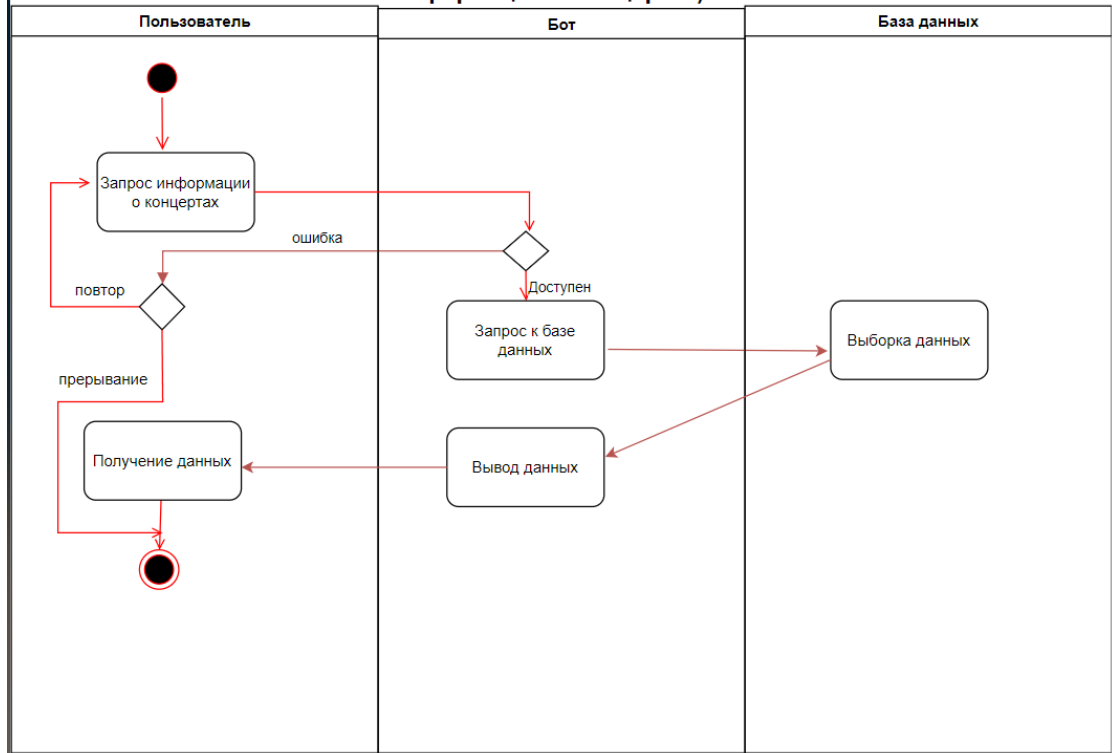 Пользователь
Бот
База данных
Запрос информации
о концертах
ошибка
повтор
Доступен
Запрос к базе
данных
Выборка данных
прерывание
Получение данных
Вывод данных